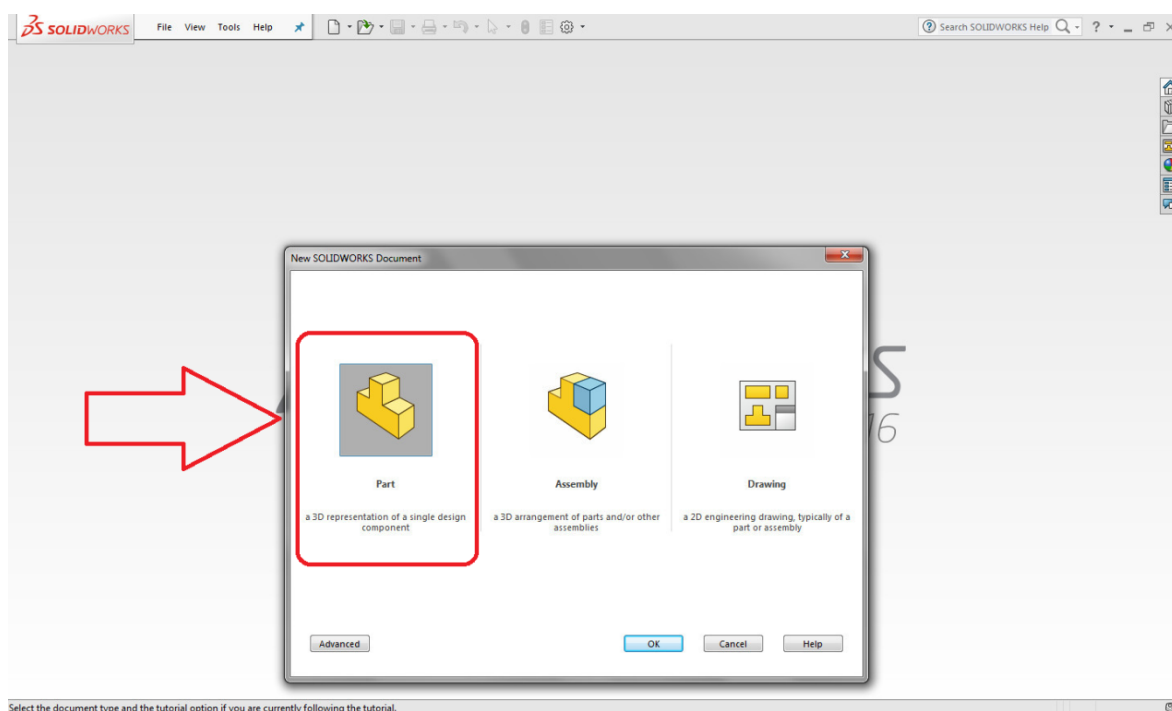 SOLIDWORKS File View Tools Help Search SOLIDWORKS Help ?
New SOLIDWORKS Document
S
16
Part Assembly Drawing
a 3D representation of a single design
component
a 3D arrangement of parts and/or other
assemblies
a 2D engineering drawing, typically of a
part or assembly
Advanced OK Cancel Help
Select the document type and the tutorial option if you are currently following the tutorial.